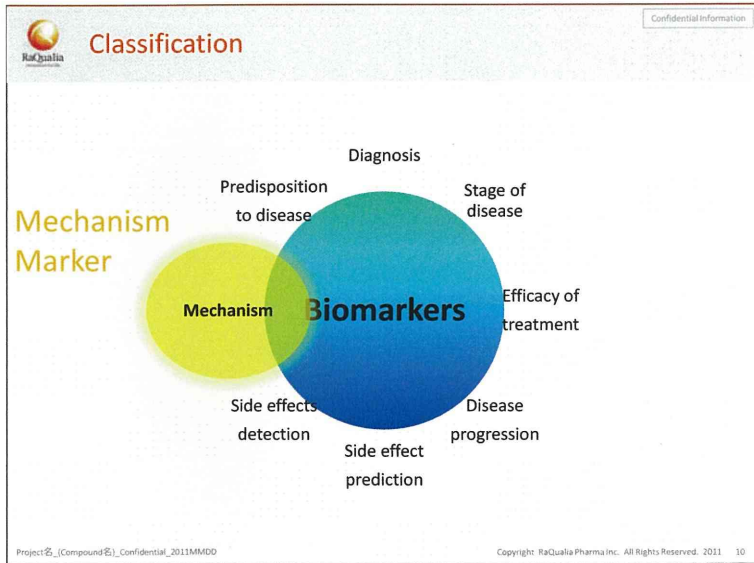 Confidential Information
RaQualia
Classification
Diagnosis
Predisposition
to disease
Stage of
disease
Mechanism
Marker
Mechanism
Biomarkers
Efficacy of
treatment
Side effects
detection
Disease
progression
Side effect
prediction
Project名_(Compound名)_Confidential_2011MMDD
Copyright RaQualia Pharma Inc. All Rights Reserved. 2011 10